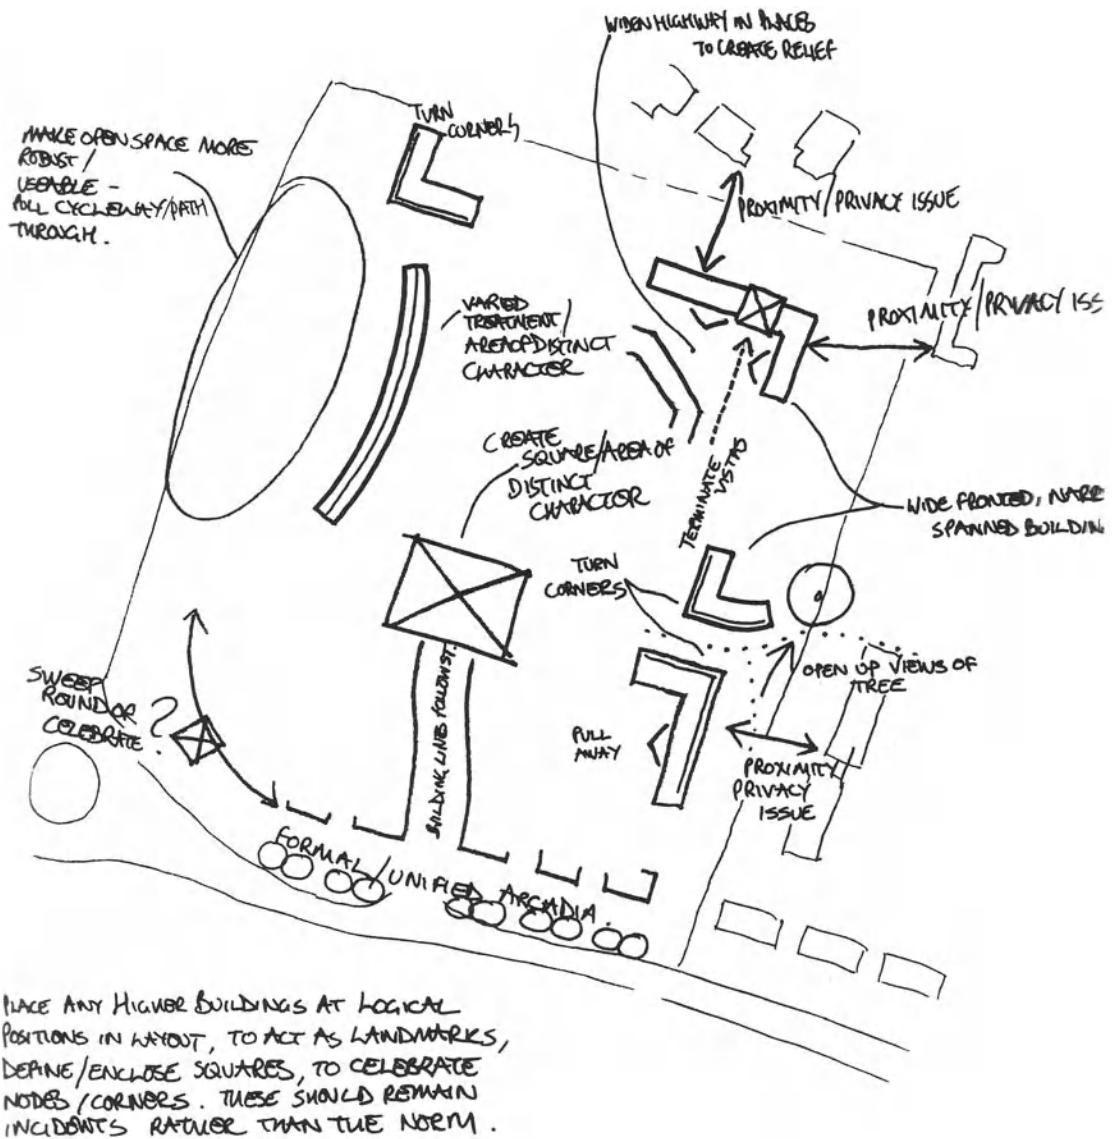 WIDEN HIGHWAY IN PLACES
TO CREATE RELIEF
TURN
CORNERS
MAKE OPEN SPACE MORE
ROBUST /
USEABLE -
PULL CYCLEWAY/PATH
THROUGH.
PROXIMITY/PRIVACY ISSUE
PROXIMITY/PRIVACY ISS
VARIED
TREATMENT/
AREA OF DISTINCT
CHARACTER
CREATE
SQUARE/AREA OF
DISTINCT
CHARACTOR
TERMINATE
VISTAS
WIDE FRONTED, NARR
SPANNED BUILDIN
TURN
CORNERS
OPEN UP VIEWS OF
TREE
SWEEP
ROUND OR
CELEBRATE ?
BUILDING LINES FOLLOW ST.
PULL
AWAY
PROXIMITY
PRIVACY
ISSUE
FORMAL / UNIFIED ARCADIA.
PLACE ANY HIGHER BUILDINGS AT LOGICAL
POSITIONS IN LAYOUT, TO ACT AS LANDMARKS,
DEFINE/ENCLOSE SQUARES, TO CELEBRATE
NODES/CORNERS. THESE SHOULD REMAIN
INCIDENTS RATHER THAN THE NORM.